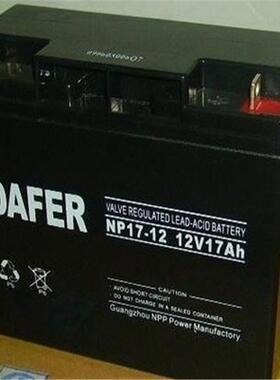 DAFER
VALVE REGULATED LEAD-ACID BATTERY
NP17-12 12V17Ah
CAUTION:
AVOID SHORT CIRCUIT
DO NOT CHARGE IN A SEALED CONTAINER
Guangzhou NPP Power Manufactory